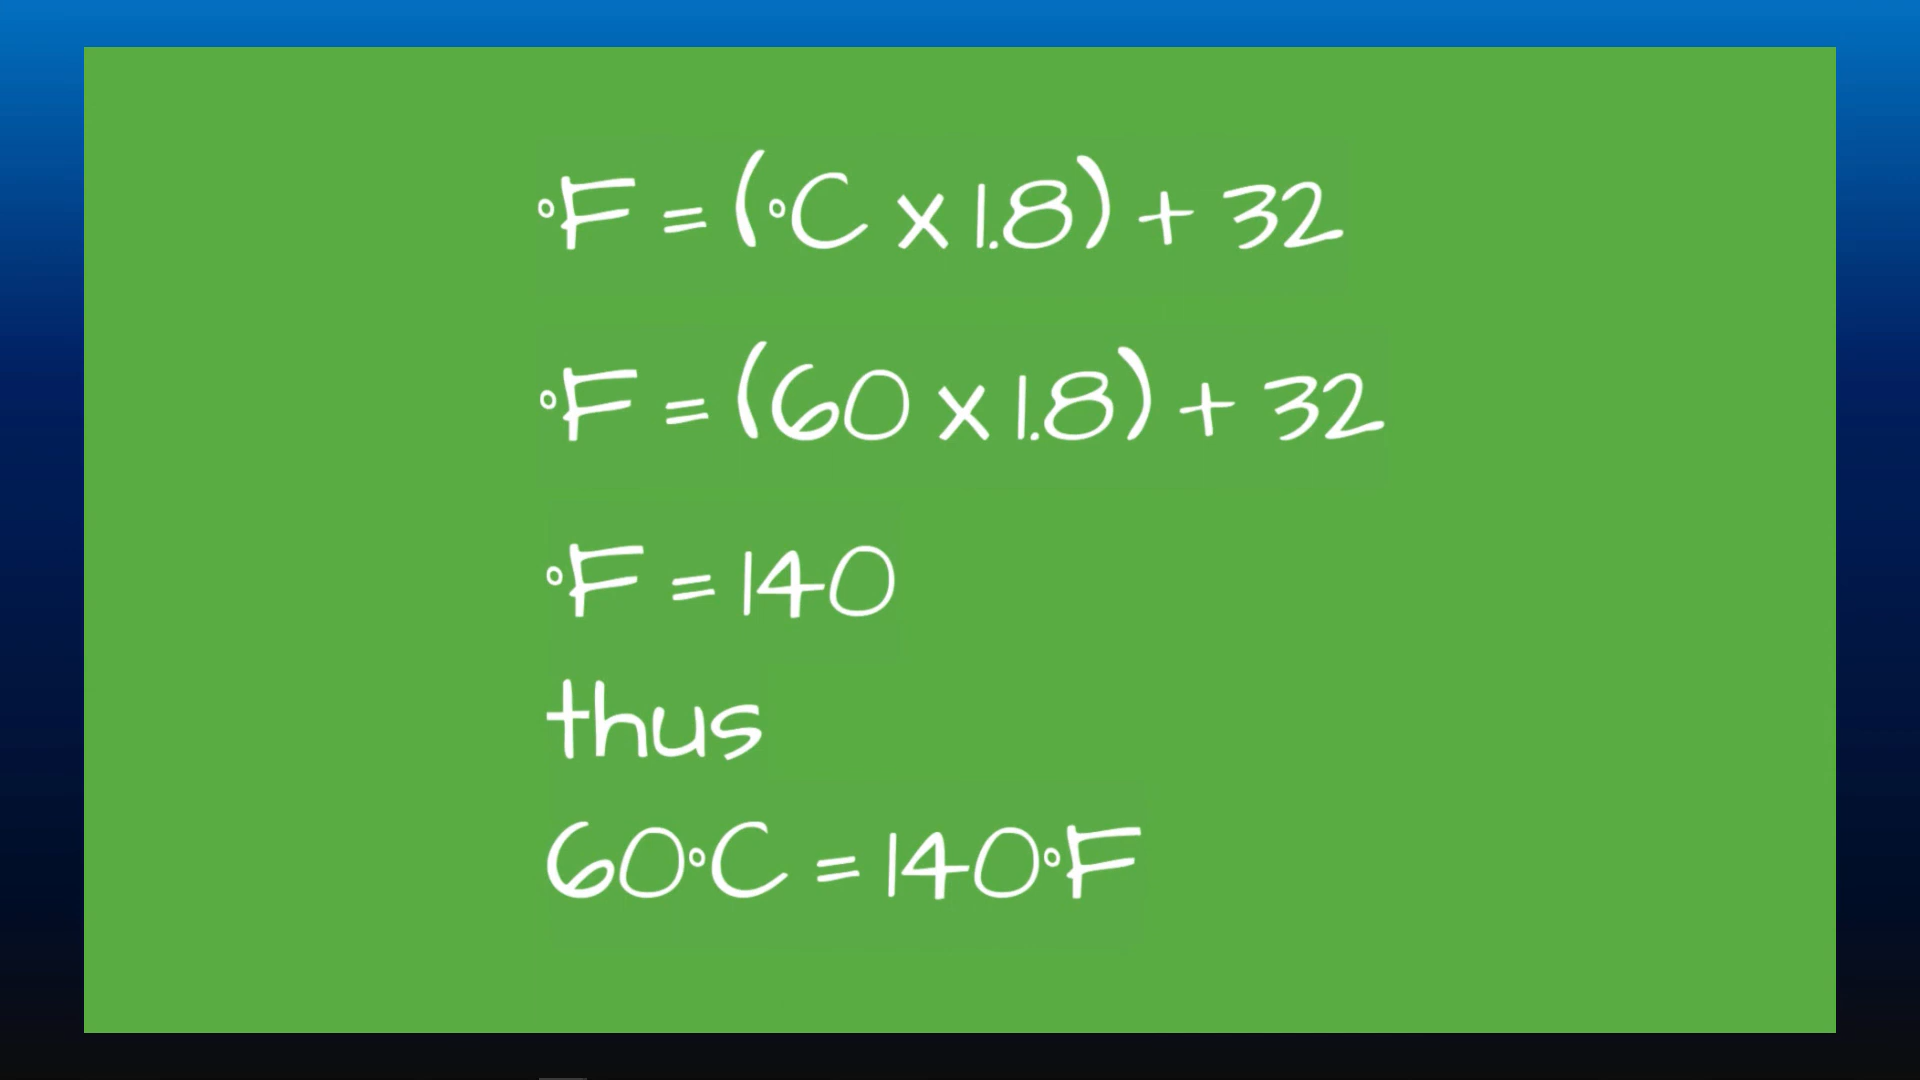 °F = (°C x 1.8) + 32
°F = (60 x 1.8) + 32
°F = 140
thus
60°C = 140°F